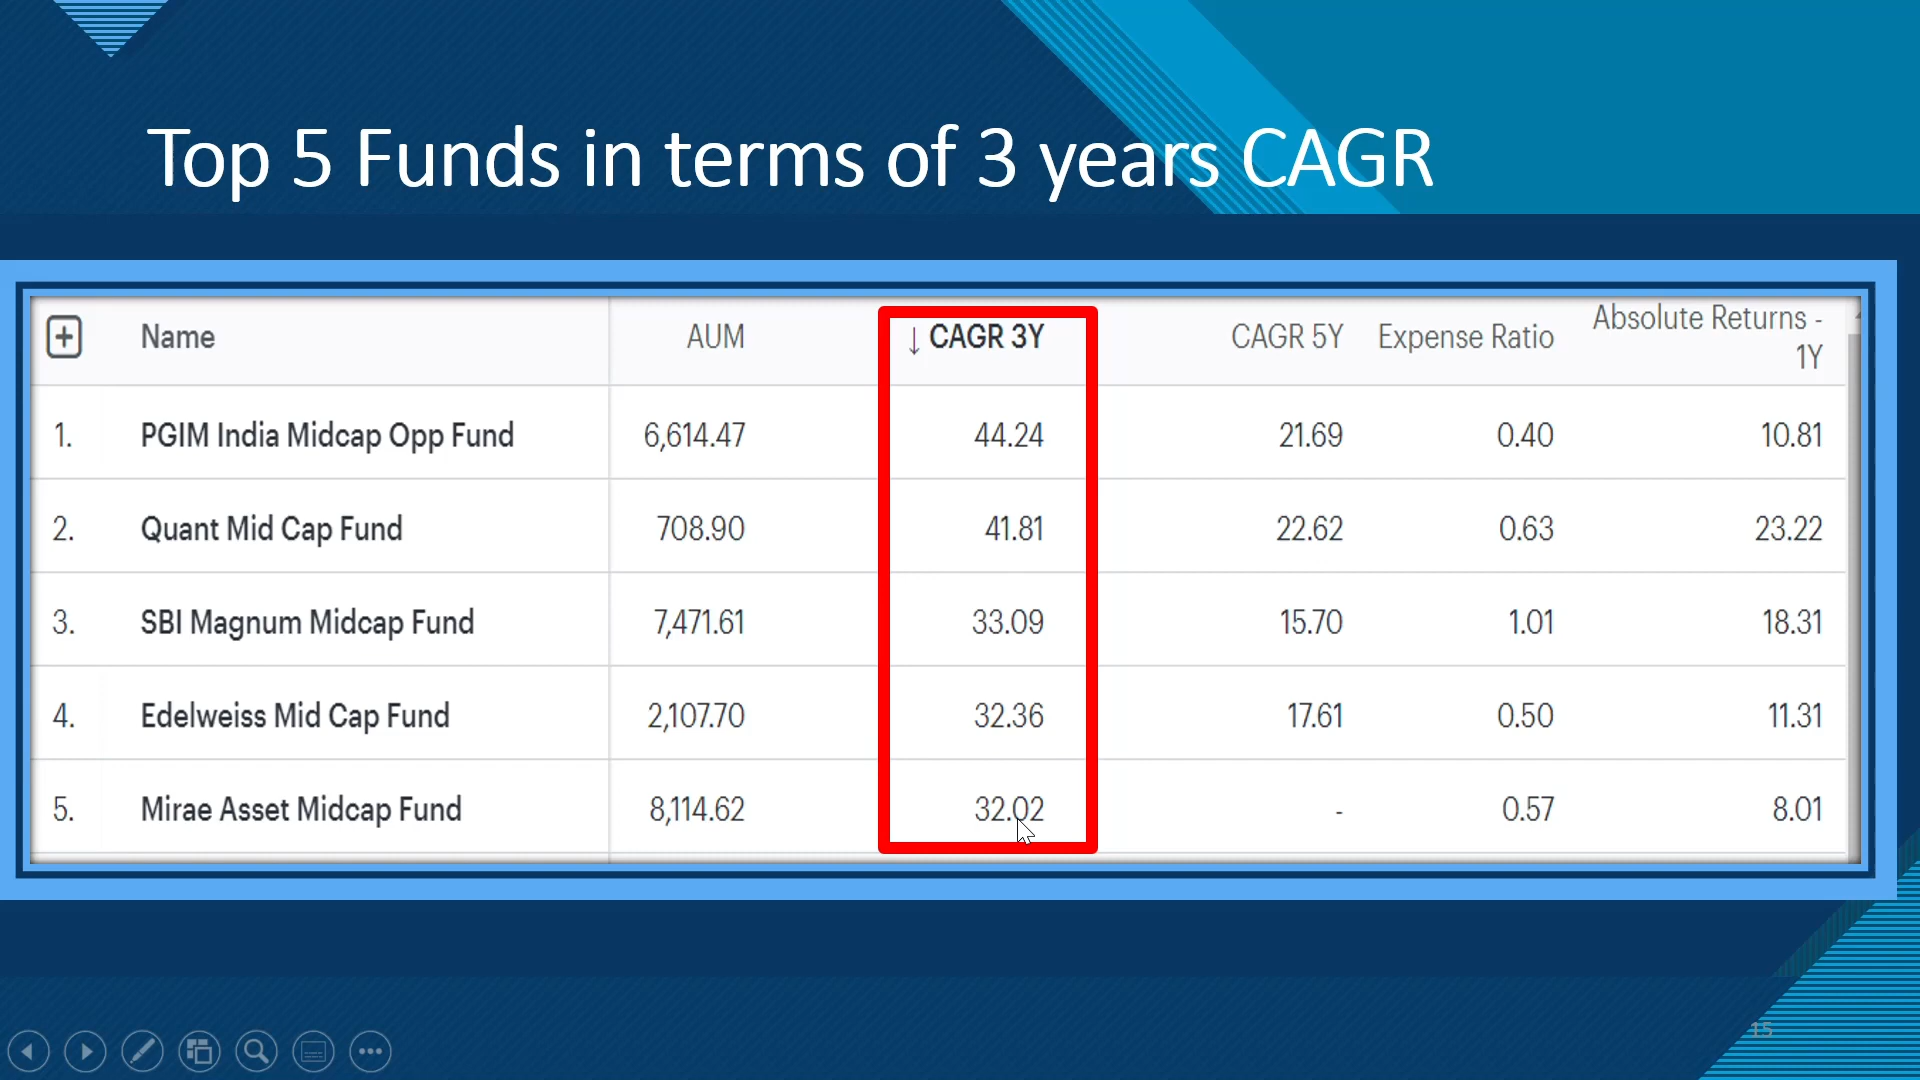 Top 5 Funds in terms of 3 years CAGR
Name AUM ↓ CAGR 3Y CAGR 5Y Expense Ratio Absolute Returns - 1Y
1. PGIM India Midcap Opp Fund 6,614.47 44.24 21.69 0.40 10.81
2. Quant Mid Cap Fund 708.90 41.81 22.62 0.63 23.22
3. SBI Magnum Midcap Fund 7,471.61 33.09 15.70 1.01 18.31
4. Edelweiss Mid Cap Fund 2,107.70 32.36 17.61 0.50 11.31
5. Mirae Asset Midcap Fund 8,114.62 32.02 - 0.57 8.01
15